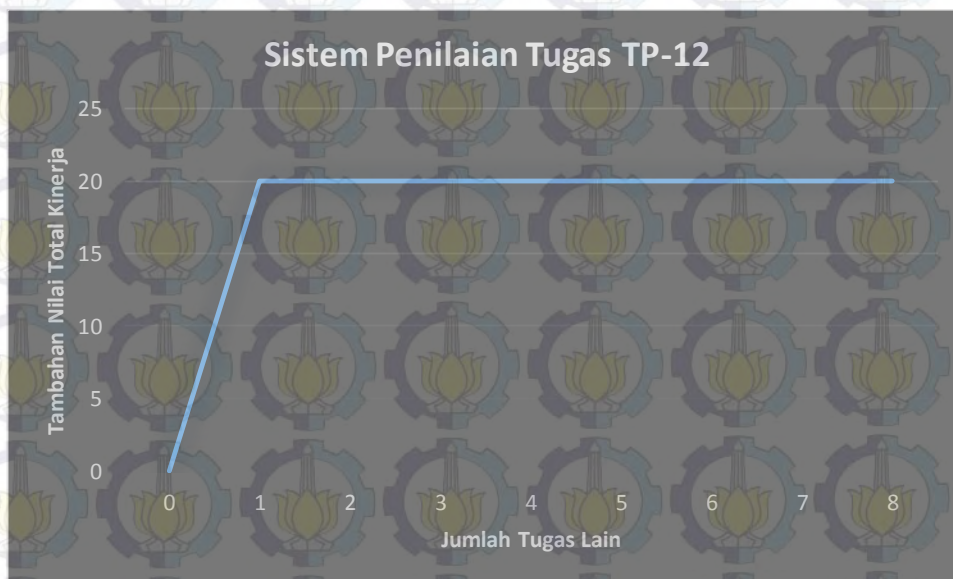 Sistem Penilaian Tugas TP-12
25
20
15
10
5
0
Tambahan Nilai Total Kinerja
0 1 2 3 4 5 6 7 8
Jumlah Tugas Lain